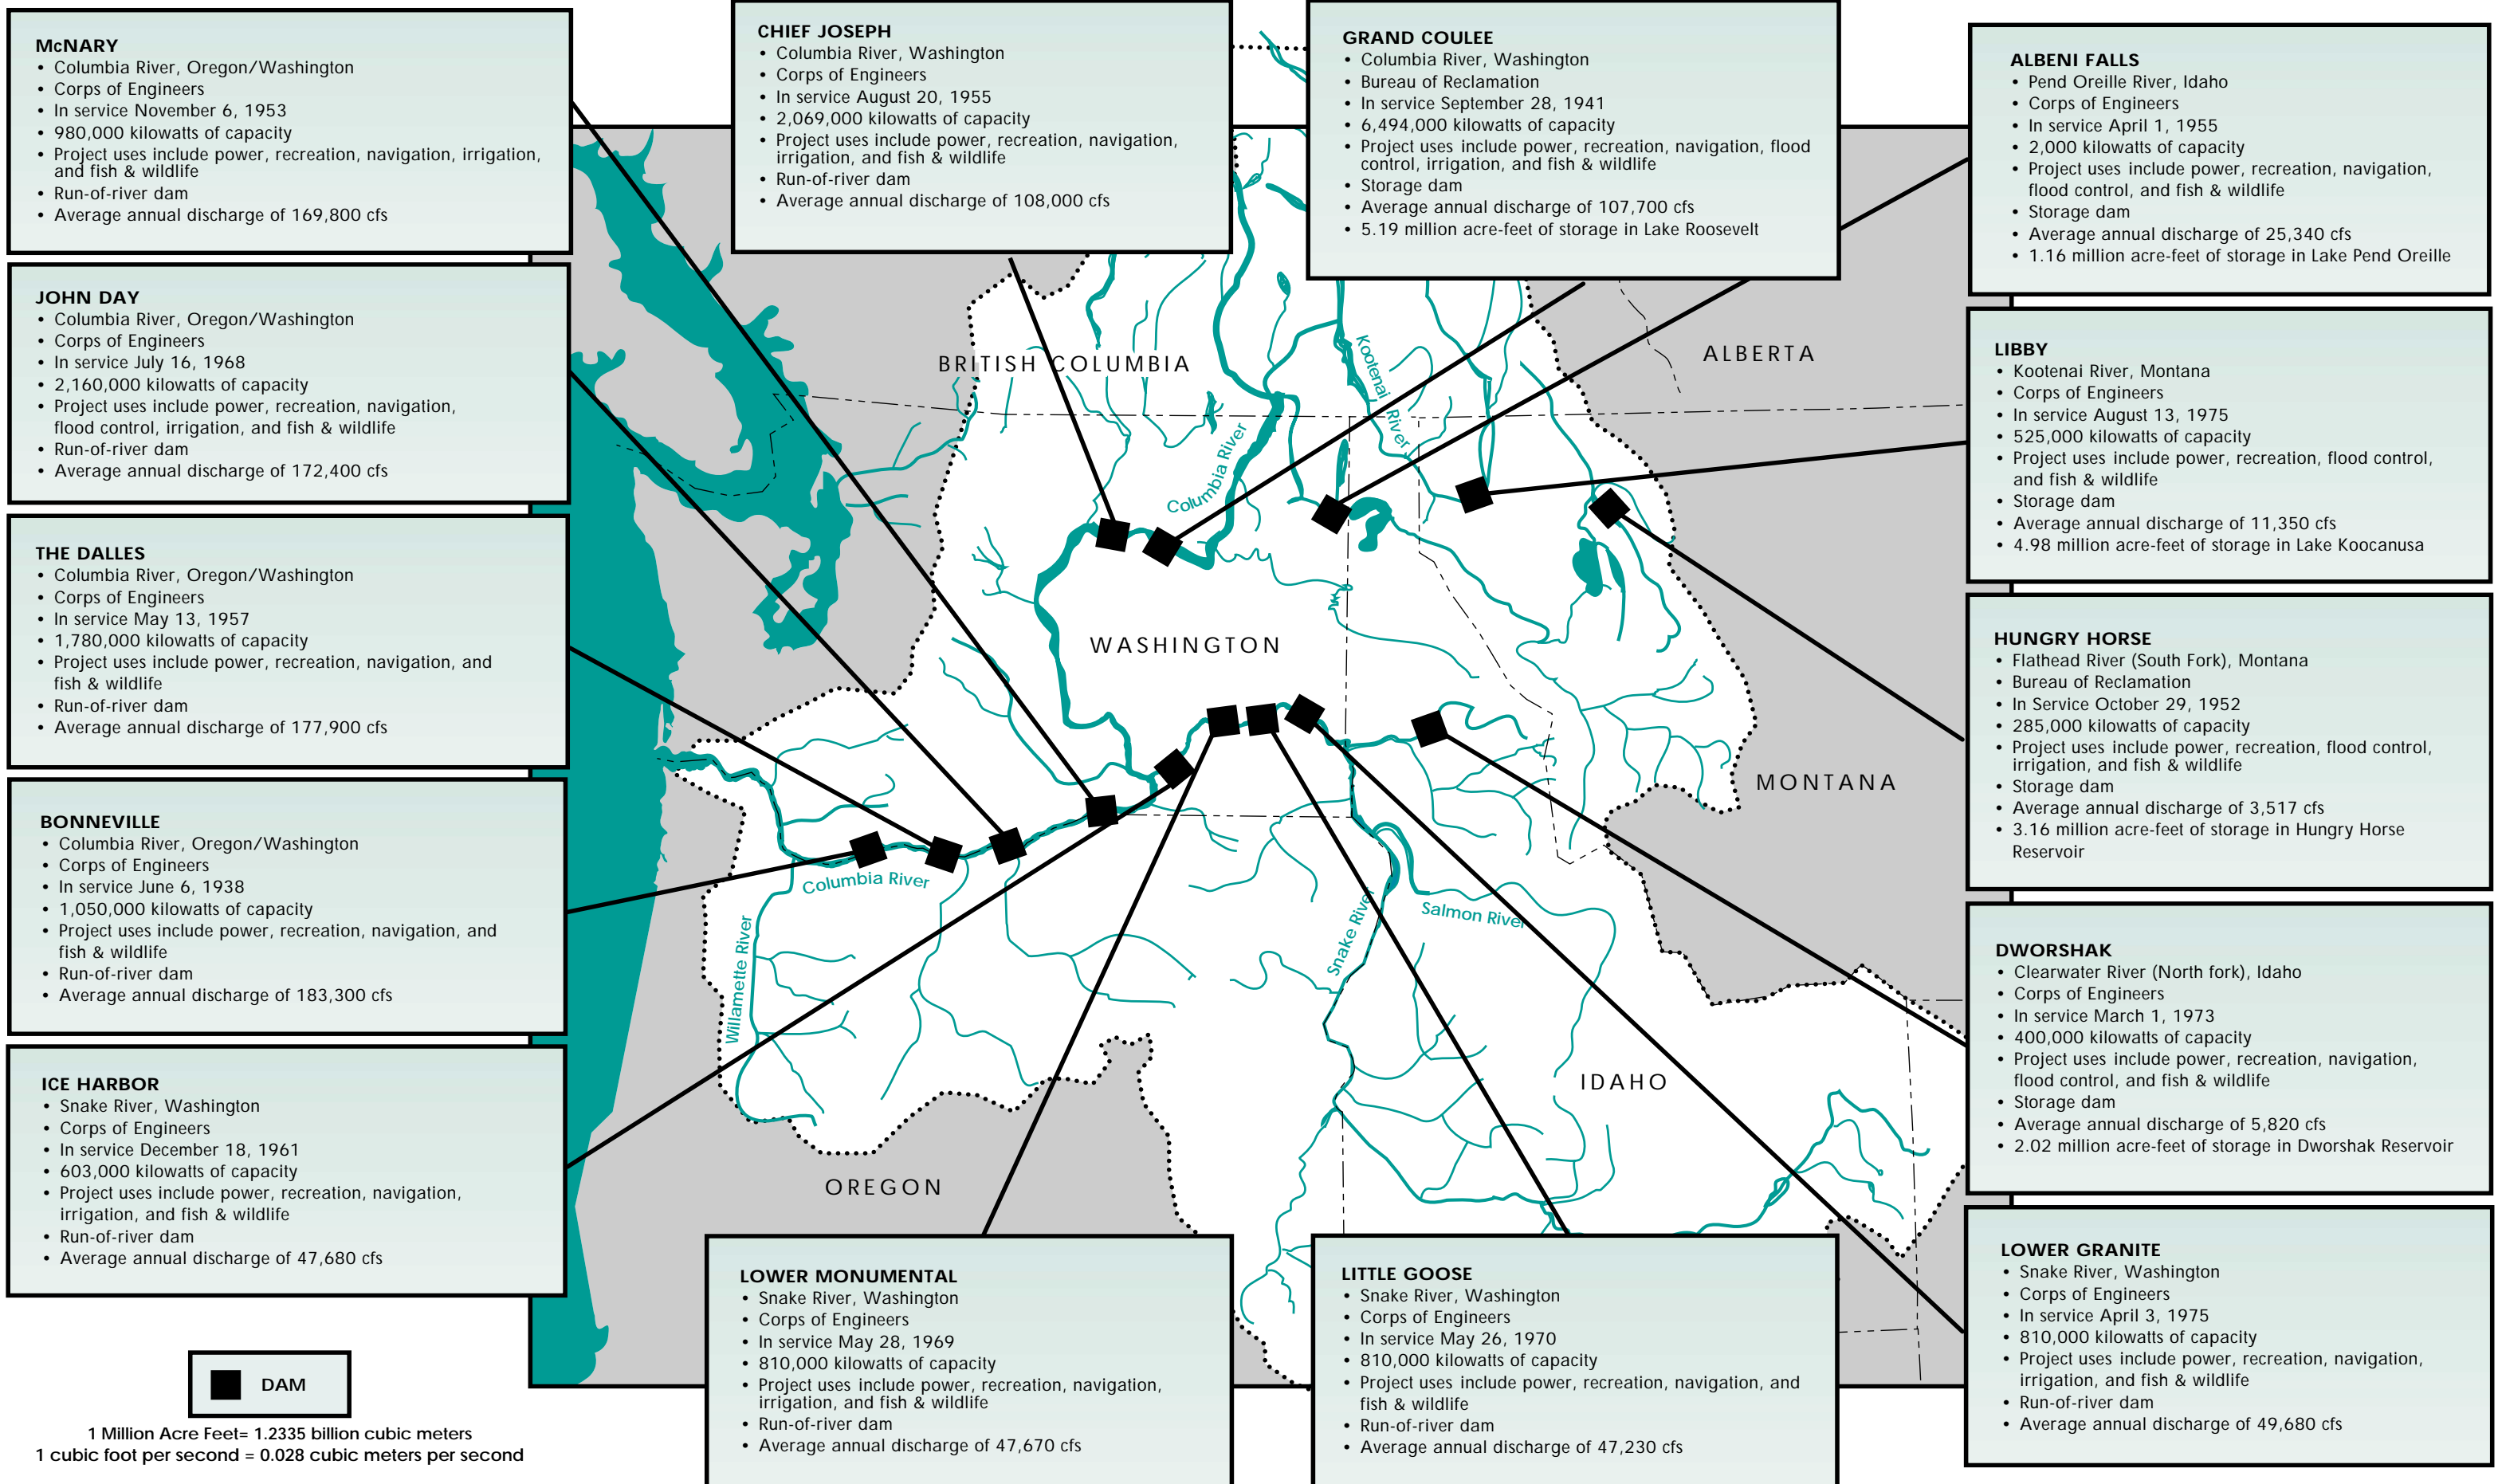 McNARY
• Columbia River, Oregon/Washington
• Corps of Engineers
• In service November 6, 1953
• 980,000 kilowatts of capacity
• Project uses include power, recreation, navigation, irrigation,
and fish & wildlife
• Run-of-river dam
• Average annual discharge of 169,800 cfs
CHIEF JOSEPH
• Columbia River, Washington
• Corps of Engineers
• In service August 20, 1955
• 2,069,000 kilowatts of capacity
• Project uses include power, recreation, navigation,
irrigation, and fish & wildlife
• Run-of-river dam
• Average annual discharge of 108,000 cfs
GRAND COULEE
• Columbia River, Washington
• Bureau of Reclamation
• In service September 28, 1941
• 6,494,000 kilowatts of capacity
• Project uses include power, recreation, navigation, flood
control, irrigation, and fish & wildlife
• Storage dam
• Average annual discharge of 107,700 cfs
• 5.19 million acre-feet of storage in Lake Roosevelt
ALBENI FALLS
• Pend Oreille River, Idaho
• Corps of Engineers
• In service April 1, 1955
• 2,000 kilowatts of capacity
• Project uses include power, recreation, navigation,
flood control, and fish & wildlife
• Storage dam
• Average annual discharge of 25,340 cfs
• 1.16 million acre-feet of storage in Lake Pend Oreille
JOHN DAY
• Columbia River, Oregon/Washington
• Corps of Engineers
• In service July 16, 1968
• 2,160,000 kilowatts of capacity
• Project uses include power, recreation, navigation,
flood control, irrigation, and fish & wildlife
• Run-of-river dam
• Average annual discharge of 172,400 cfs
LIBBY
• Kootenai River, Montana
• Corps of Engineers
• In service August 13, 1975
• 525,000 kilowatts of capacity
• Project uses include power, recreation, flood control,
and fish & wildlife
• Storage dam
• Average annual discharge of 11,350 cfs
• 4.98 million acre-feet of storage in Lake Koocanusa
THE DALLES
• Columbia River, Oregon/Washington
• Corps of Engineers
• In service May 13, 1957
• 1,780,000 kilowatts of capacity
• Project uses include power, recreation, navigation, and
fish & wildlife
• Run-of-river dam
• Average annual discharge of 177,900 cfs
HUNGRY HORSE
• Flathead River (South Fork), Montana
• Bureau of Reclamation
• In Service October 29, 1952
• 285,000 kilowatts of capacity
• Project uses include power, recreation, flood control,
irrigation, and fish & wildlife
• Storage dam
• Average annual discharge of 3,517 cfs
• 3.16 million acre-feet of storage in Hungry Horse
Reservoir
BONNEVILLE
• Columbia River, Oregon/Washington
• Corps of Engineers
• In service June 6, 1938
• 1,050,000 kilowatts of capacity
• Project uses include power, recreation, navigation, and
fish & wildlife
• Run-of-river dam
• Average annual discharge of 183,300 cfs
DWORSHAK
• Clearwater River (North fork), Idaho
• Corps of Engineers
• In service March 1, 1973
• 400,000 kilowatts of capacity
• Project uses include power, recreation, navigation,
flood control, and fish & wildlife
• Storage dam
• Average annual discharge of 5,820 cfs
• 2.02 million acre-feet of storage in Dworshak Reservoir
ICE HARBOR
• Snake River, Washington
• Corps of Engineers
• In service December 18, 1961
• 603,000 kilowatts of capacity
• Project uses include power, recreation, navigation,
irrigation, and fish & wildlife
• Run-of-river dam
• Average annual discharge of 47,680 cfs
LOWER MONUMENTAL
• Snake River, Washington
• Corps of Engineers
• In service May 28, 1969
• 810,000 kilowatts of capacity
• Project uses include power, recreation, navigation,
irrigation, and fish & wildlife
• Run-of-river dam
• Average annual discharge of 47,670 cfs
LITTLE GOOSE
• Snake River, Washington
• Corps of Engineers
• In service May 26, 1970
• 810,000 kilowatts of capacity
• Project uses include power, recreation, navigation, and
fish & wildlife
• Run-of-river dam
• Average annual discharge of 47,230 cfs
LOWER GRANITE
• Snake River, Washington
• Corps of Engineers
• In service April 3, 1975
• 810,000 kilowatts of capacity
• Project uses include power, recreation, navigation,
irrigation, and fish & wildlife
• Run-of-river dam
• Average annual discharge of 49,680 cfs
BRITISH COLUMBIA
ALBERTA
Kootenai River
Columbia River
WASHINGTON
MONTANA
Columbia River
Willamette River
Snake River
Salmon River
IDAHO
OREGON
DAM
1 Million Acre Feet= 1.2335 billion cubic meters
1 cubic foot per second = 0.028 cubic meters per second